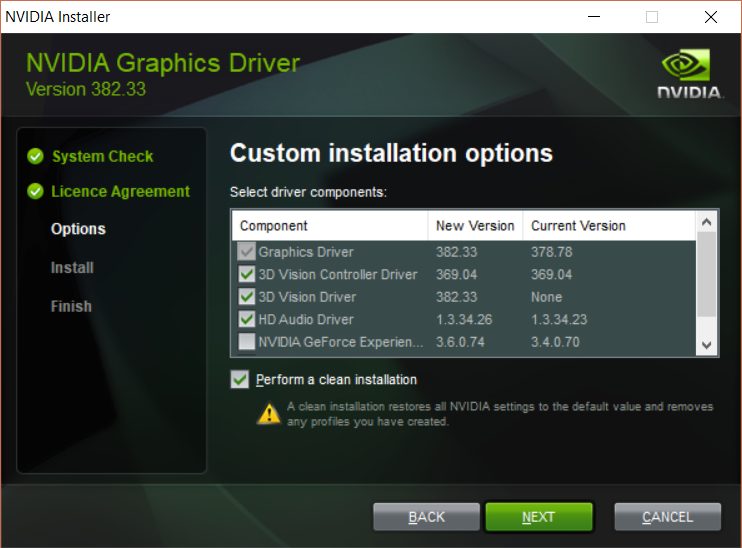 NVIDIA Installer
NVIDIA Graphics Driver
Version 382.33
NVIDIA.
System Check
Licence Agreement
Options
Install
Finish
Custom installation options
Select driver components:
Component New Version Current Version
Graphics Driver 382.33 378.78
3D Vision Controller Driver 369.04 369.04
3D Vision Driver 382.33 None
HD Audio Driver 1.3.34.26 1.3.34.23
NVIDIA GeForce Experien... 3.6.0.74 3.4.0.70
Perform a clean installation
A clean installation restores all NVIDIA settings to the default value and removes
any profiles you have created.
BACK NEXT CANCEL